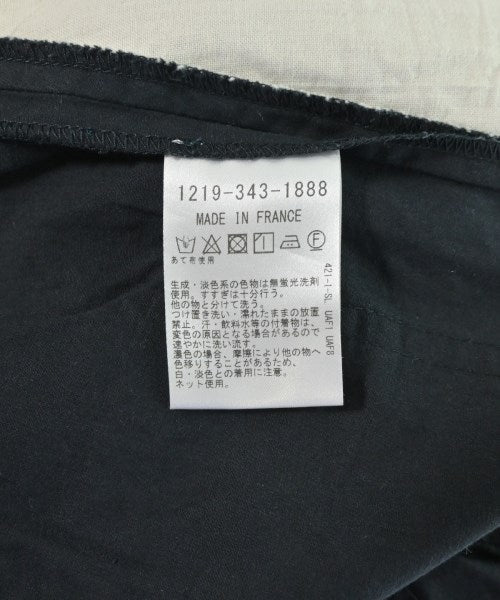 1219-343-1888
MADE IN FRANCE
あて布使用
生成・淡色系の色物は無蛍光洗剤
使用。すすぎは十分行う。
他の物と分けて洗う。
つけ置き洗い・濡れたままの放置
禁止。汗・飲料水等の付着物は、
変色の原因となる場合があるので
速やかに洗い流す。
濃色の場合、摩擦により他の物へ
色移りすることがあるため、
白・淡色との着用に注意。
ネット使用。
421-I-SL UAF1 UAF8